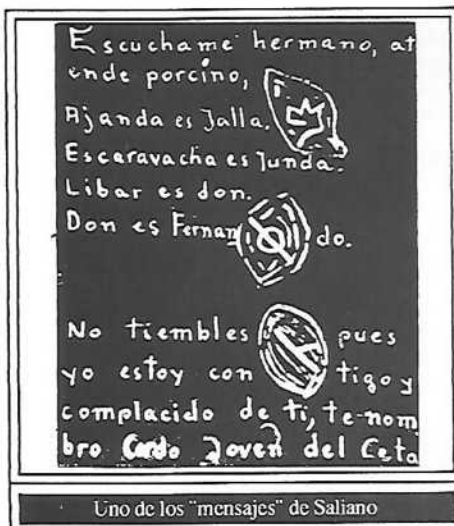 Escuchame hermano, at
ende porcino,
Ajanda es Jalla.
Escaravacha es Junda.
Libar es don.
Don es Fernan do.
No tiembles pues
yo estoy con tigo y
complacido de ti, te nom
bro Cerdo Joven del Ceta
Uno de los "mensajes" de Saliano